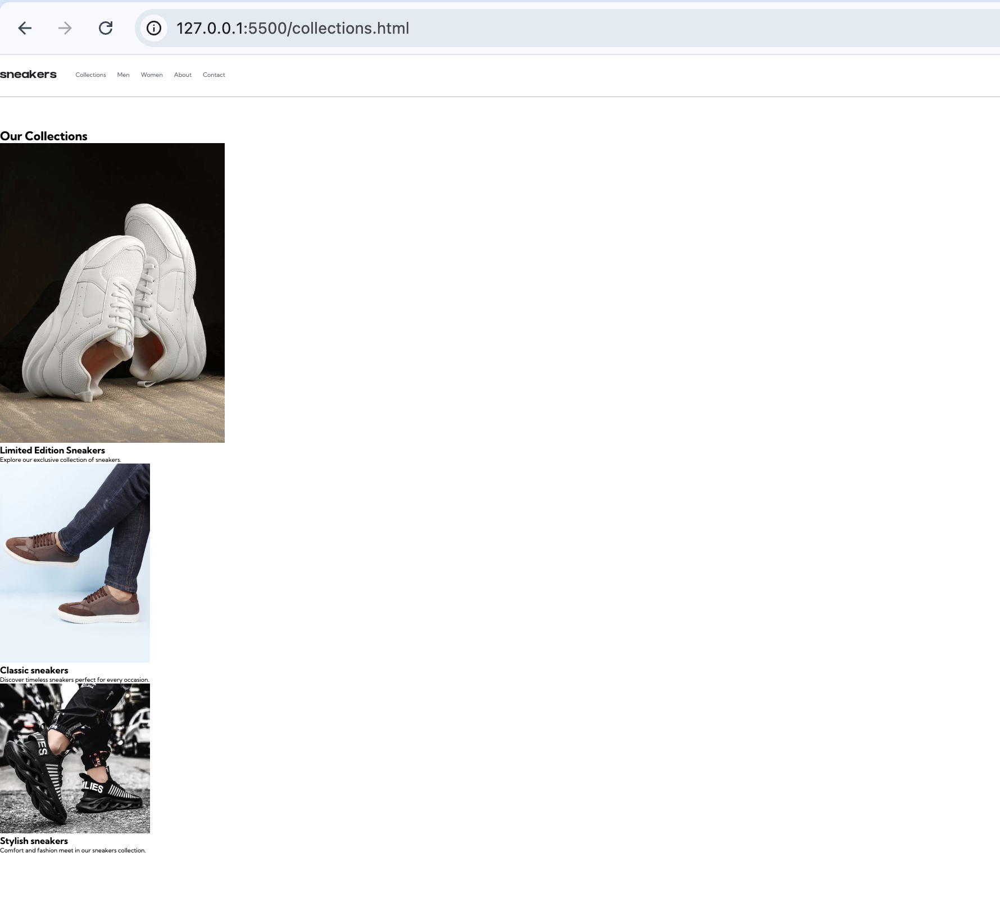 127.0.0.1:5500/collections.html
sneakers Collections Men Women About Contact
Our Collections
Limited Edition Sneakers
Explore our exclusive collection of sneakers.
Classic sneakers
Discover timeless sneakers perfect for every occasion.
Stylish sneakers
Comfort and fashion meet in our sneakers collection.